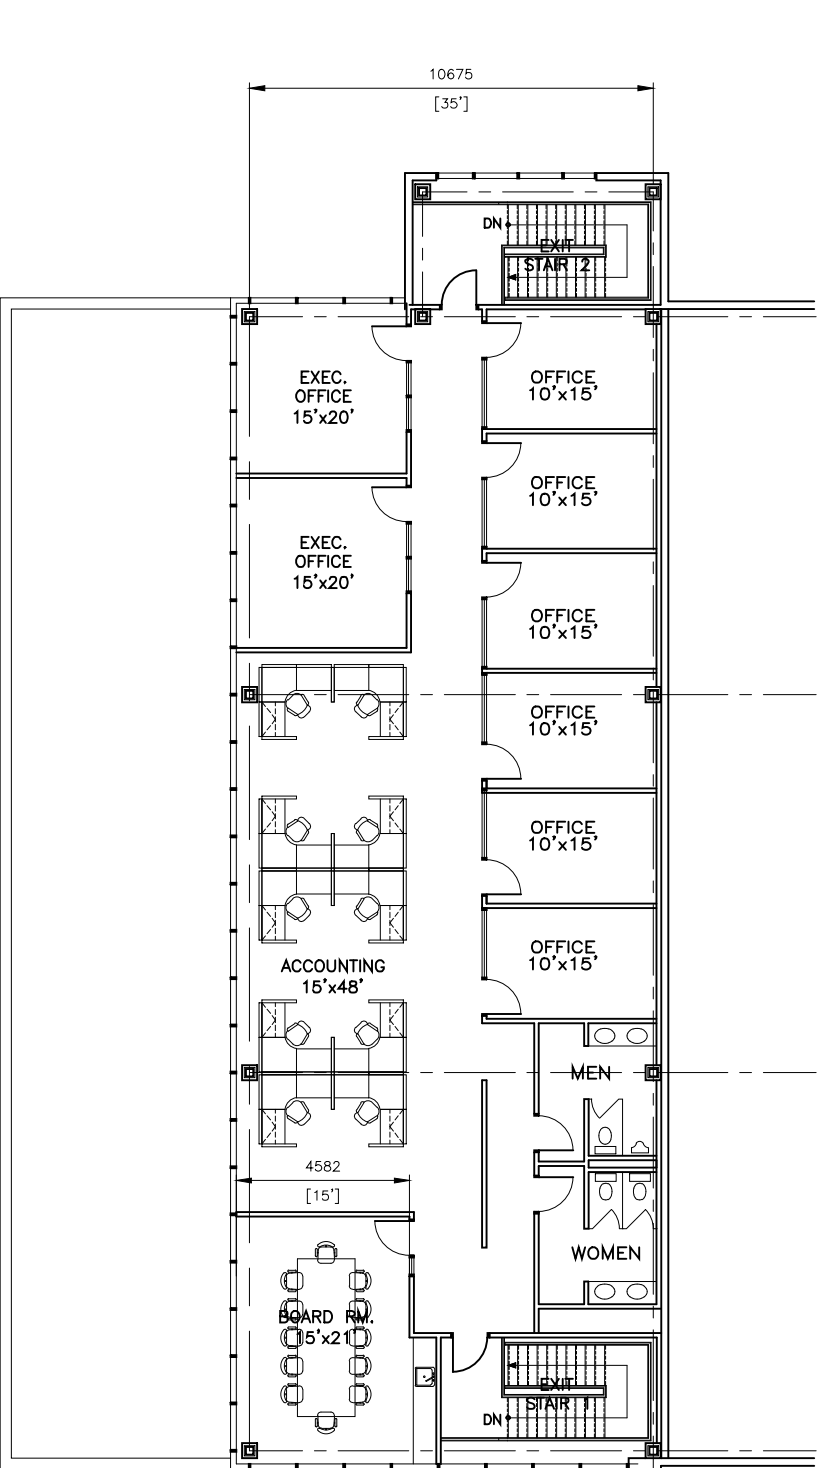 10675
[35']
DN
EXIT
STAIR 2
EXEC.
OFFICE
15'x20'
OFFICE
10'x15'
OFFICE
10'x15'
EXEC.
OFFICE
15'x20'
OFFICE
10'x15'
OFFICE
10'x15'
OFFICE
10'x15'
OFFICE
10'x15'
ACCOUNTING
15'x48'
MEN
4582
[15']
WOMEN
BOARD RM.
15'x21'
EXIT
STAIR 1
DN